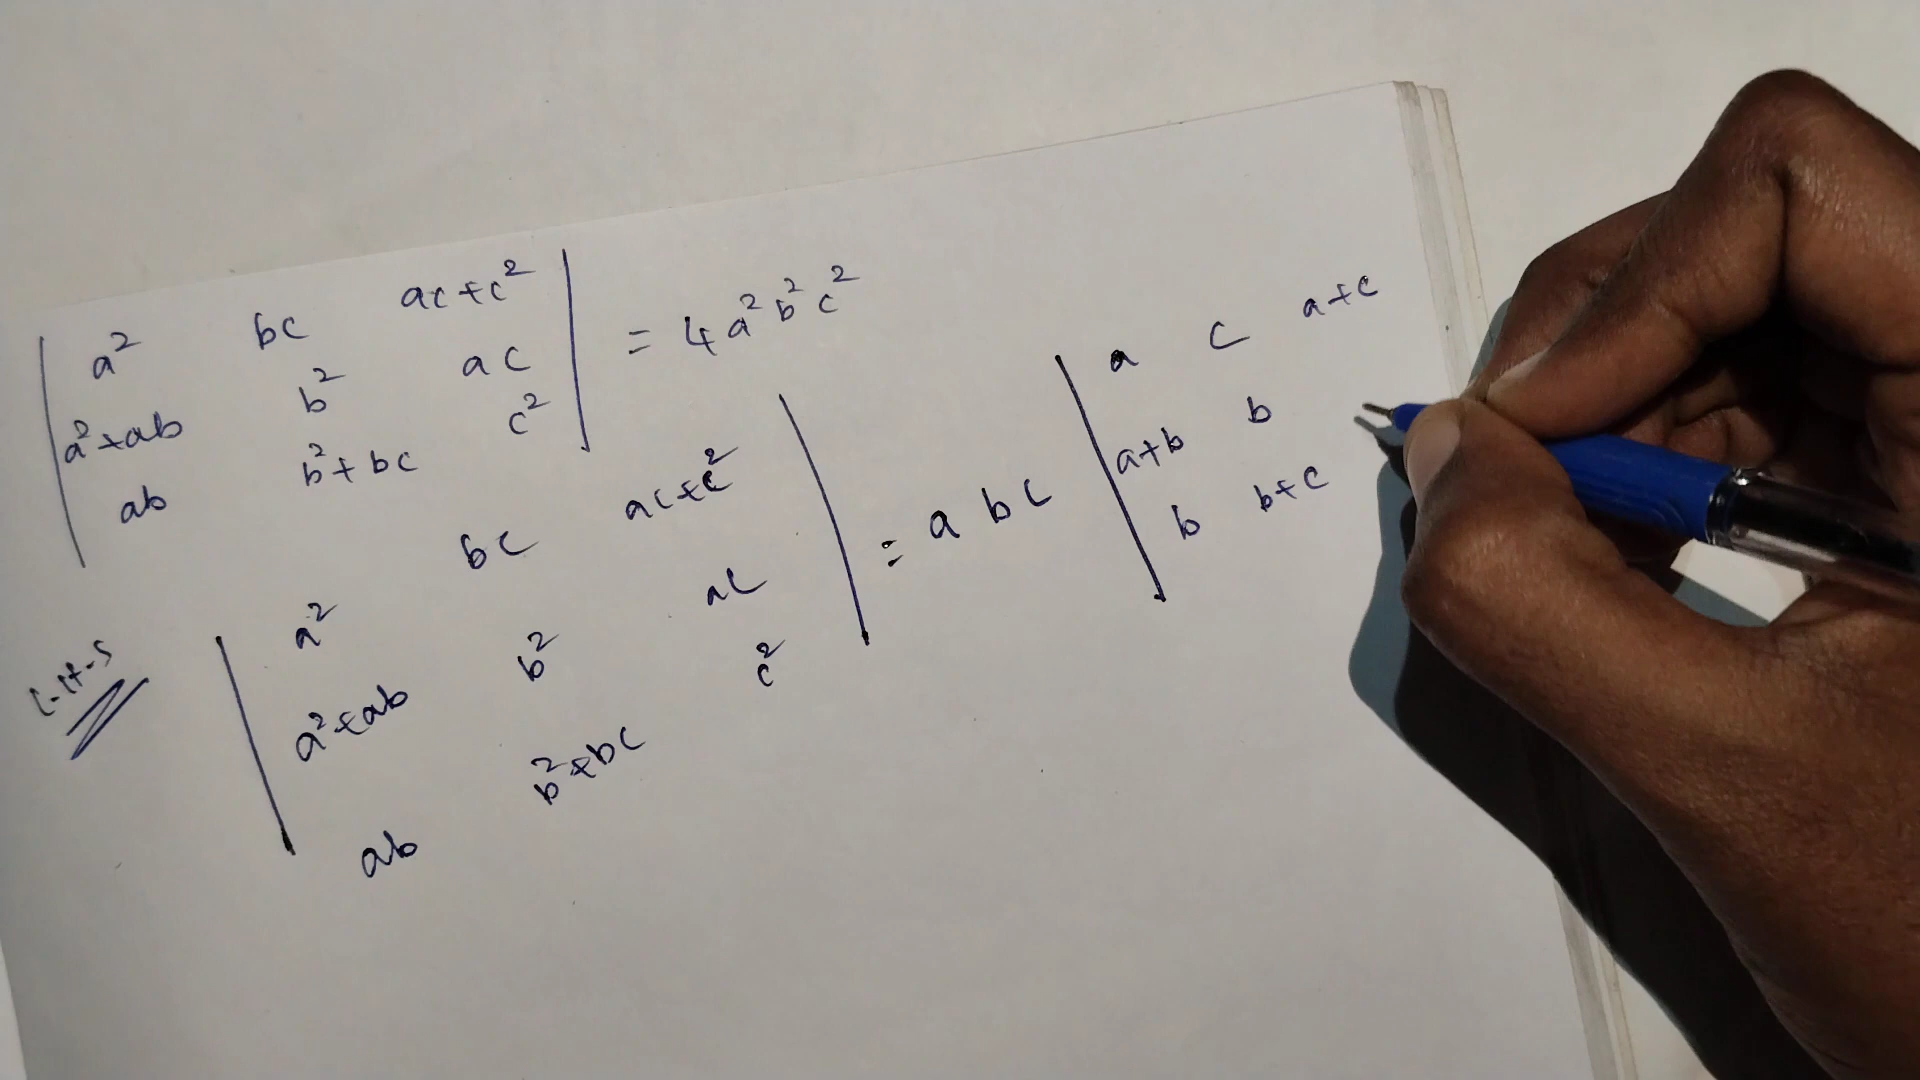 | a² bc ac+c² |
| a²+ab b² ac | = 4a²b²c²
| ab b²+bc c² |
L-H-S
| a² bc ac+c² | | a c a+c
| a²+ab b² ac | = abc | a+b b
| ab b²+bc c² | | b b+c